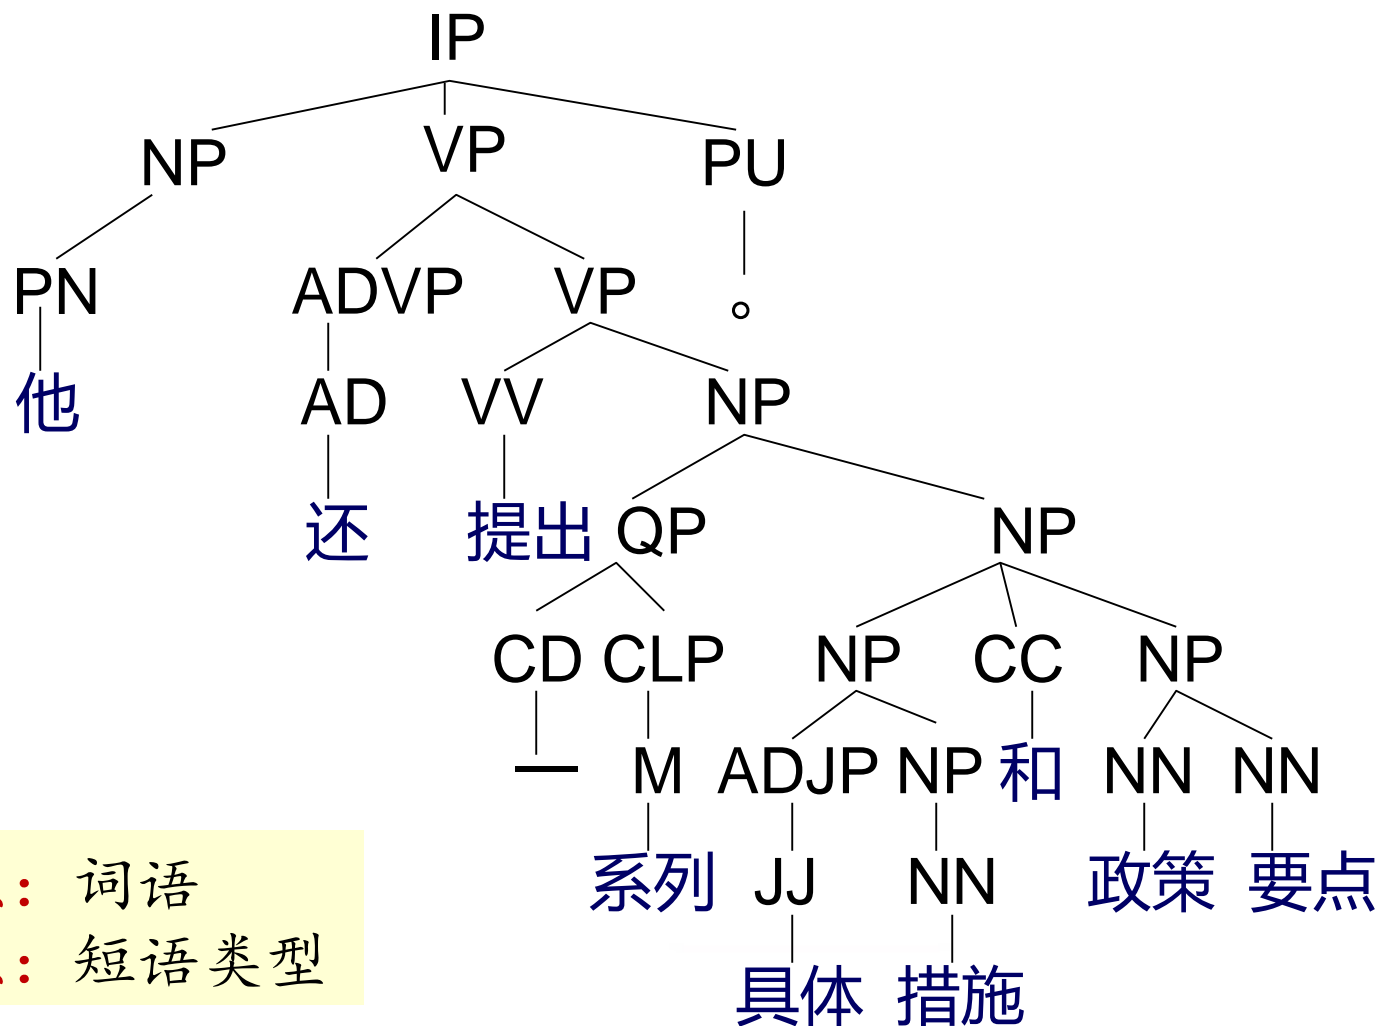 IP
NP VP PU
PN ADVP VP 。
他 AD VV NP
还 提出 QP NP
CD CLP NP CC NP
一 M ADJP NP 和 NN NN
系列 JJ NN 政策 要点
具体 措施
: 词语
: 短语类型